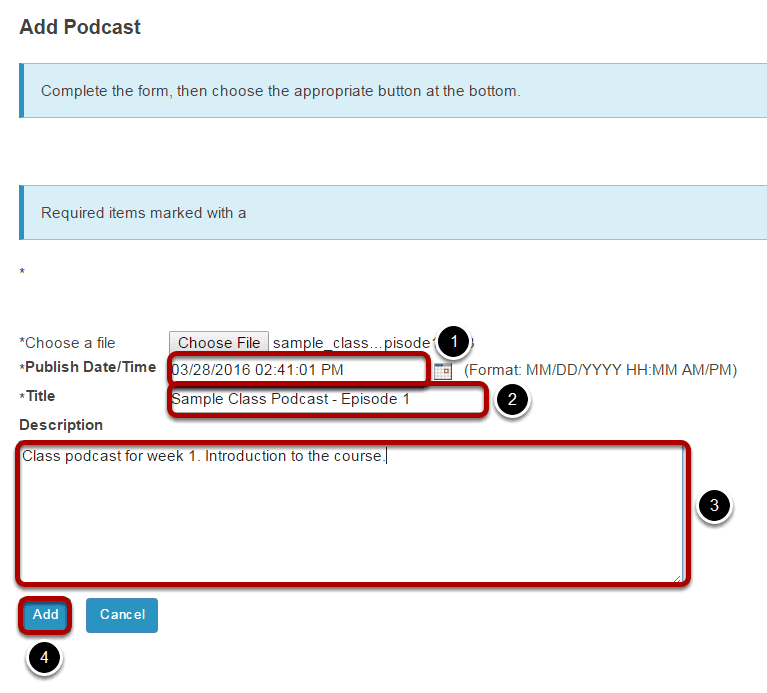 Add Podcast
Complete the form, then choose the appropriate button at the bottom.
Required items marked with a
*
*Choose a file Choose File sample_class...pisode 1
*Publish Date/Time 03/28/2016 02:41:01 PM (Format: MM/DD/YYYY HH:MM AM/PM)
*Title Sample Class Podcast - Episode 1 2
Description
Class podcast for week 1. Introduction to the course.
3
Add Cancel
4